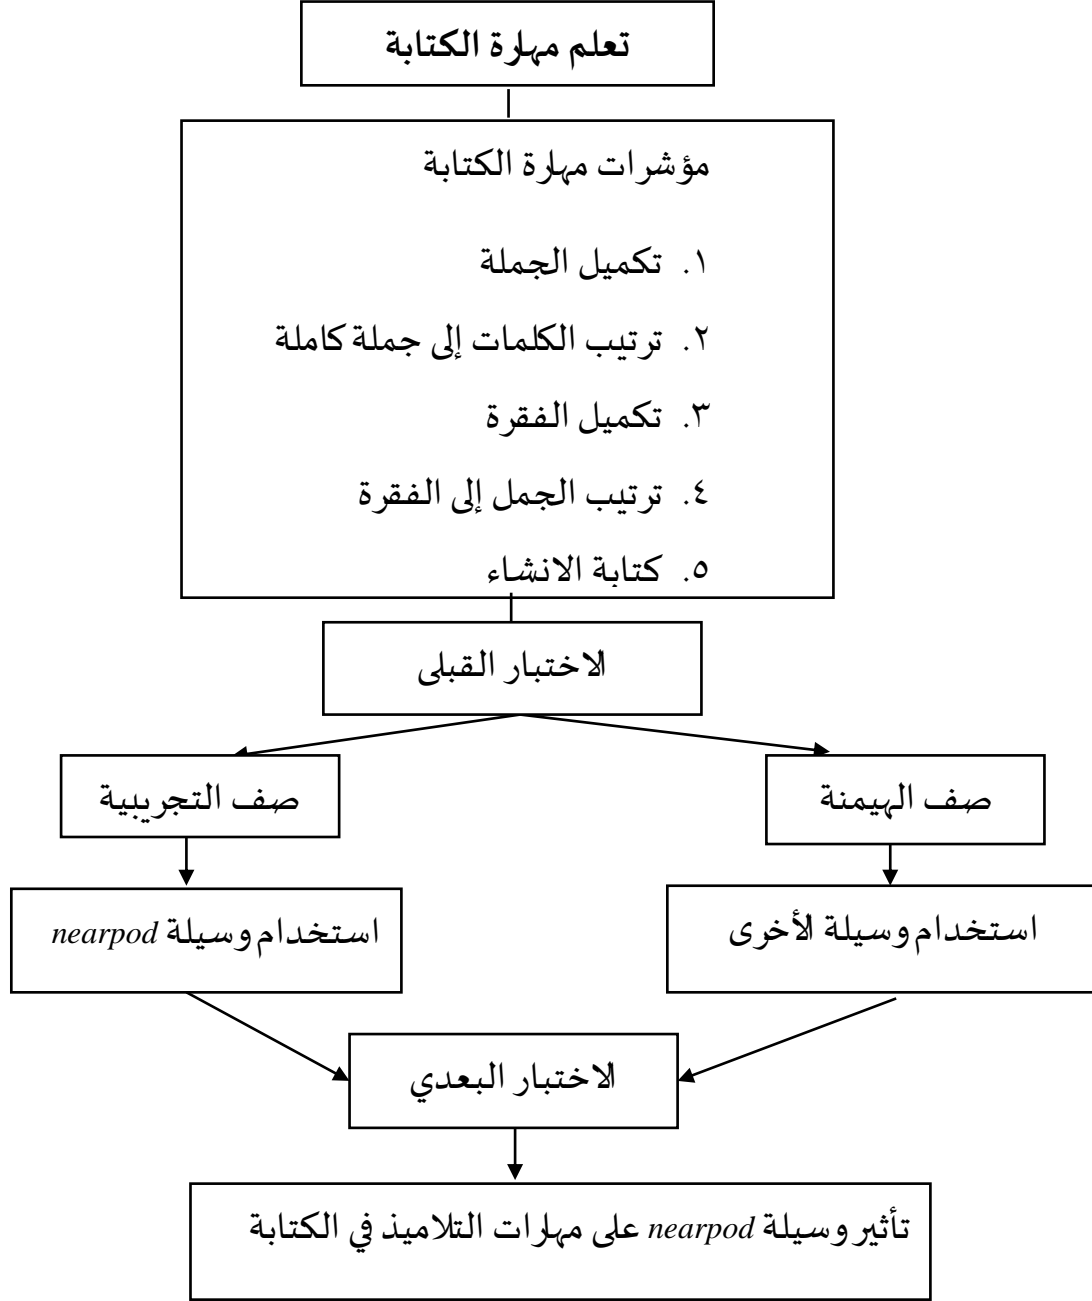 تعلم مهارة الكتابة
مؤشرات مهارة الكتابة
١. تكميل الجملة
٢. ترتيب الكلمات إلى جملة كاملة
٣. تكميل الفقرة
٤. ترتيب الجمل إلى الفقرة
٥. كتابة الانشاء
الاختبار القبلى
صف الهيمنة
صف التجريبية
استخدام وسيلة الأخرى
استخدام وسيلة nearpod
الاختبار البعدي
تأثير وسيلة nearpod على مهارات التلاميذ في الكتابة